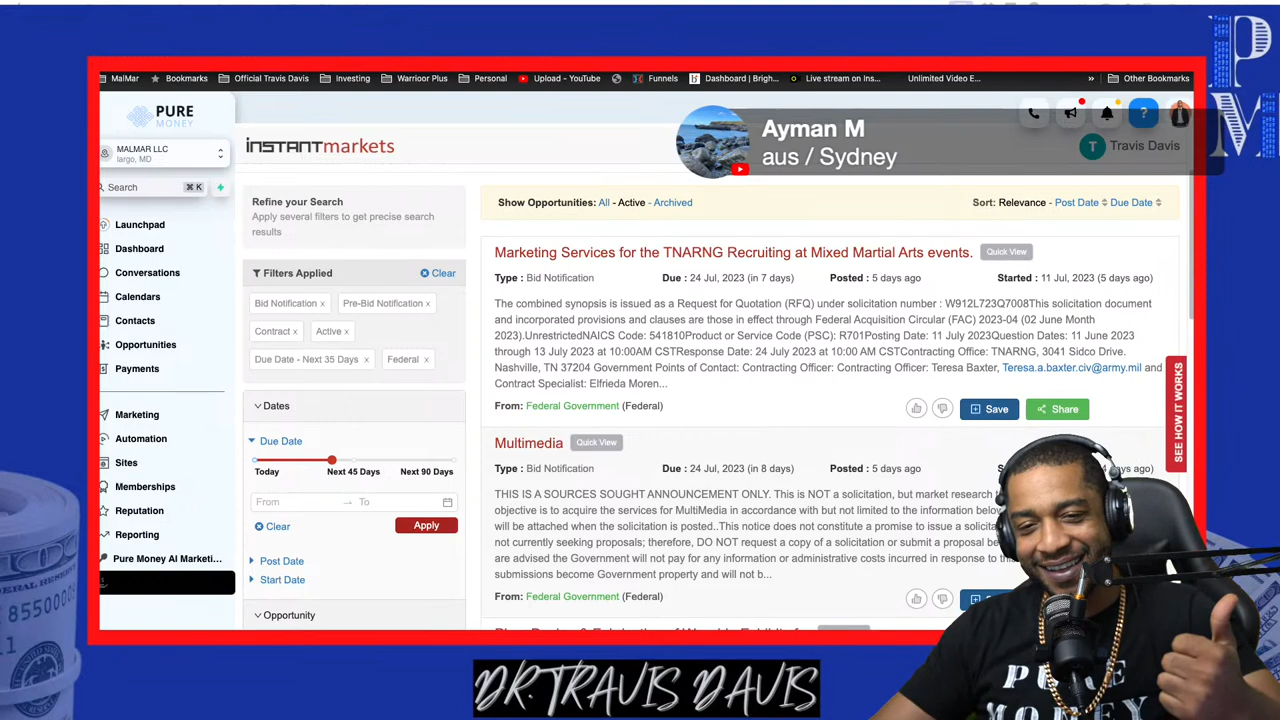 MalMar
Bookmarks
Official Travis Davis
Investing
Warrioor Plus
Personal
Upload - YouTube
Funnels
Dashboard | Brigh...
Live stream on Ins...
Unlimited Video E...
»
Other Bookmarks
PURE
MONEY
MALMAR LLC
largo, MD
Search
⌘ K
Launchpad
Dashboard
Conversations
Calendars
Contacts
Opportunities
Payments
Marketing
Automation
Sites
Memberships
Reputation
Reporting
Pure Money AI Marketi...
INSTANTmarkets
Refine your Search
Apply several filters to get precise search
results
Filters Applied
Clear
Bid Notification x
Pre-Bid Notification x
Contract x
Active x
Due Date - Next 35 Days x
Federal x
Dates
Due Date
Today
Next 45 Days
Next 90 Days
From
To
Clear
Apply
Post Date
Start Date
Opportunity
Ayman M
aus / Sydney
?
T
Travis Davis
Show Opportunities: All - Active - Archived
Sort: Relevance - Post Date Due Date
Marketing Services for the TNARNG Recruiting at Mixed Martial Arts events.
Quick View
Type : Bid Notification
Due : 24 Jul, 2023 (in 7 days)
Posted : 5 days ago
Started : 11 Jul, 2023 (5 days ago)
The combined synopsis is issued as a Request for Quotation (RFQ) under solicitation number : W912L723Q7008This solicitation document
and incorporated provisions and clauses are those in effect through Federal Acquisition Circular (FAC) 2023-04 (02 June Month
2023).UnrestrictedNAICS Code: 541810Product or Service Code (PSC): R701Posting Date: 11 July 2023Question Dates: 11 June 2023
through 13 July 2023 at 10:00AM CSTResponse Date: 24 July 2023 at 10:00 AM CSTContracting Office: TNARNG, 3041 Sidco Drive.
Nashville, TN 37204 Government Points of Contact: Contracting Officer: Contracting Officer: Teresa Baxter, Teresa.a.baxter.civ@army.mil and
Contract Specialist: Elfrieda Moren...
From: Federal Government (Federal)
Save
Share
SEE HOW IT WORKS
Multimedia
Quick View
Type : Bid Notification
Due : 24 Jul, 2023 (in 8 days)
Posted : 5 days ago
THIS IS A SOURCES SOUGHT ANNOUNCEMENT ONLY. This is NOT a solicitation, but market research
objective is to acquire the services for MultiMedia in accordance with but not limited to the information below
will be attached when the solicitation is posted..This notice does not constitute a promise to issue a solicita
not currently seeking proposals; therefore, DO NOT request a copy of a solicitation or submit a proposal
are advised the Government will not pay for any information or administrative costs incurred in response to
submissions become Government property and will not b...
From: Federal Government (Federal)
PM
DR. TRAVIS DAVIS
PURE
MONEY